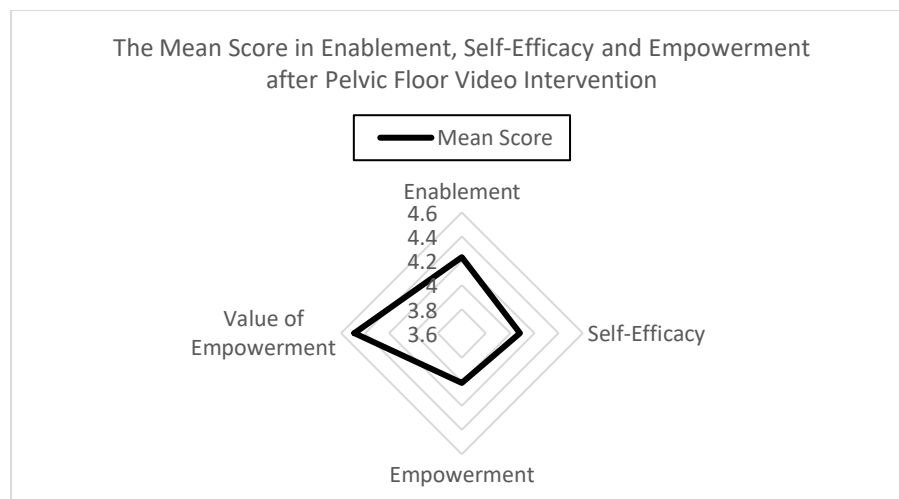 The Mean Score in Enablement, Self-Efficacy and Empowerment
after Pelvic Floor Video Intervention
Mean Score
Enablement
4.6
4.4
4.2
4
3.8
3.6
Value of
Empowerment
Self-Efficacy
Empowerment